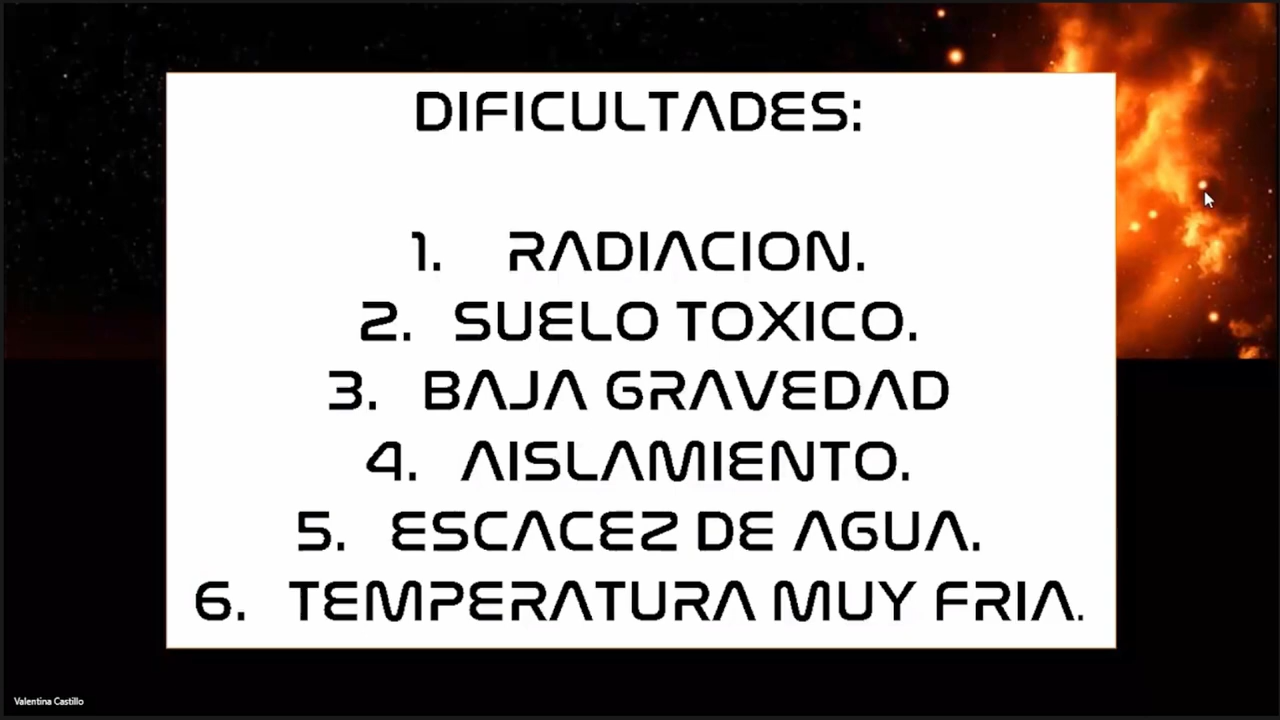 DIFICULTADES:
1. RADIACION.
2. SUELO TOXICO.
3. BAJA GRAVEDAD
4. AISLAMIENTO.
5. ESCACEZ DE AGUA.
6. TEMPERATURA MUY FRIA.
Valentina Castillo